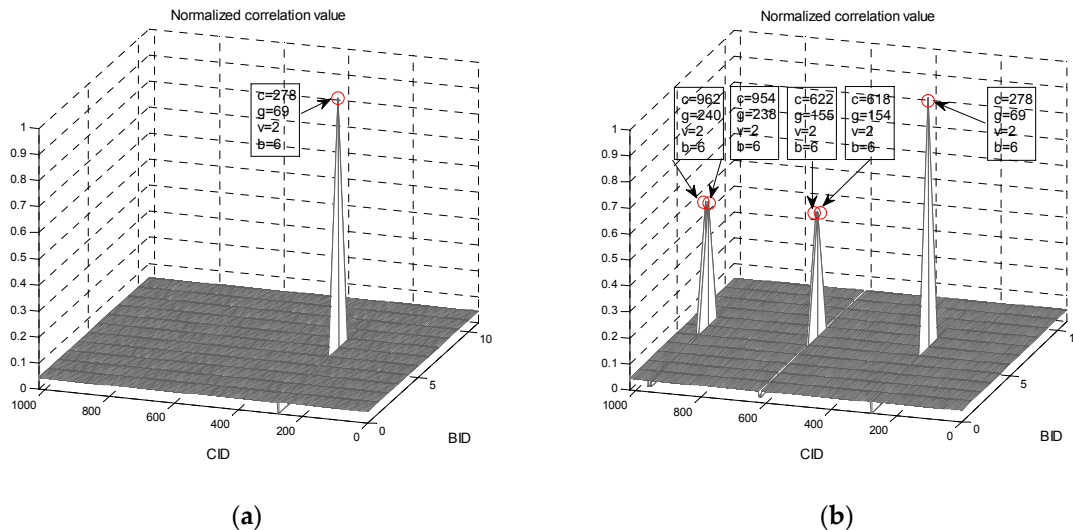 Normalized correlation value
c=278
g=69
v=2
b=6
1
0.9
0.8
0.7
0.6
0.5
0.4
0.3
0.2
0.1
0
1000
800
600
400
200
0
CID
0
5
10
BID
(a)
Normalized correlation value
c=962
g=240
v=2
b=6
c=954
g=238
v=2
b=6
c=622
g=155
v=2
b=6
c=618
g=154
v=2
b=6
c=278
g=69
v=2
b=6
1
0.9
0.8
0.7
0.6
0.5
0.4
0.3
0.2
0.1
0
1000
800
600
400
200
0
CID
0
5
1
BID
(b)